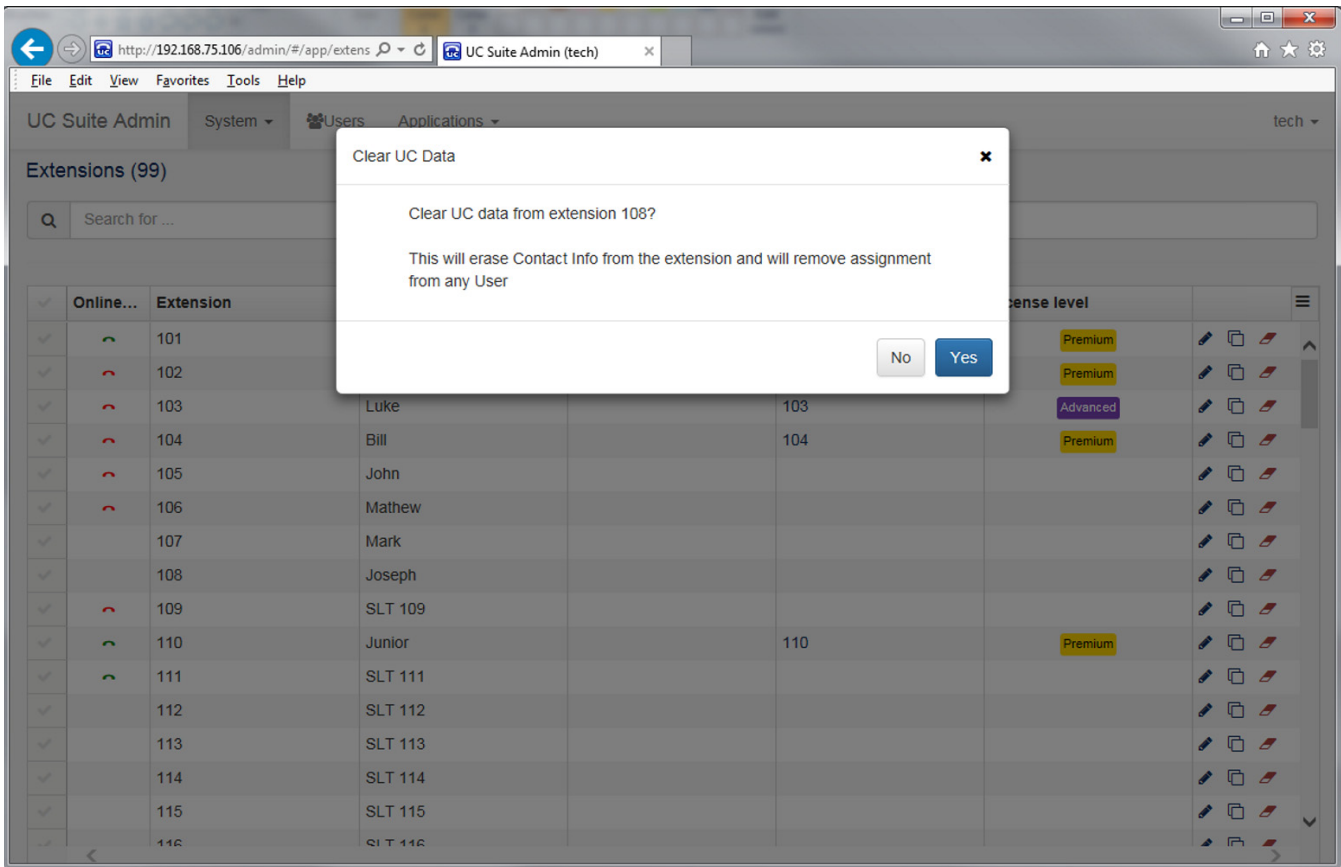 http://192.168.75.106/admin/#/app/extens
UC Suite Admin (tech)
File Edit View Favorites Tools Help
UC Suite Admin System Users Applications tech
Extensions (99)
Search for ...
Clear UC Data
Clear UC data from extension 108?
This will erase Contact Info from the extension and will remove assignment
from any User
No Yes
Online... Extension cense level
101 Premium
102 Premium
103 Luke 103 Advanced
104 Bill 104 Premium
105 John
106 Mathew
107 Mark
108 Joseph
109 SLT 109
110 Junior 110 Premium
111 SLT 111
112 SLT 112
113 SLT 113
114 SLT 114
115 SLT 115
116 SLT 116